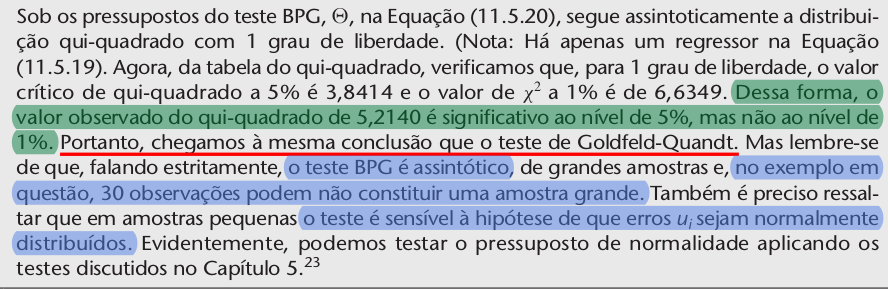 Sob os pressupostos do teste BPG, Θ, na Equação (11.5.20), segue assintoticamente a distribui-
ção qui-quadrado com 1 grau de liberdade. (Nota: Há apenas um regressor na Equação
(11.5.19). Agora, da tabela do qui-quadrado, verificamos que, para 1 grau de liberdade, o valor
crítico de qui-quadrado a 5% é 3,8414 e o valor de χ² a 1% é de 6,6349. Dessa forma, o
valor observado do qui-quadrado de 5,2140 é significativo ao nível de 5%, mas não ao nível de
1%. Portanto, chegamos à mesma conclusão que o teste de Goldfeld-Quandt. Mas lembre-se
de que, falando estritamente, o teste BPG é assintótico, de grandes amostras e, no exemplo em
questão, 30 observações podem não constituir uma amostra grande. Também é preciso ressal-
tar que em amostras pequenas o teste é sensível à hipótese de que erros uᵢ sejam normalmente
distribuídos. Evidentemente, podemos testar o pressuposto de normalidade aplicando os
testes discutidos no Capítulo 5.²³